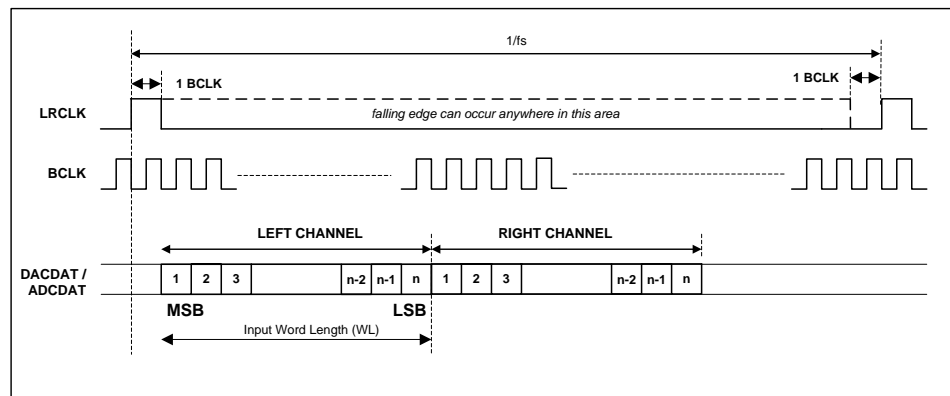 1/fs
1 BCLK
1 BCLK
LRCLK
falling edge can occur anywhere in this area
BCLK
LEFT CHANNEL
RIGHT CHANNEL
DACDAT /
ADCDAT
1 2 3 n-2 n-1 n 1 2 3 n-2 n-1 n
MSB LSB
Input Word Length (WL)